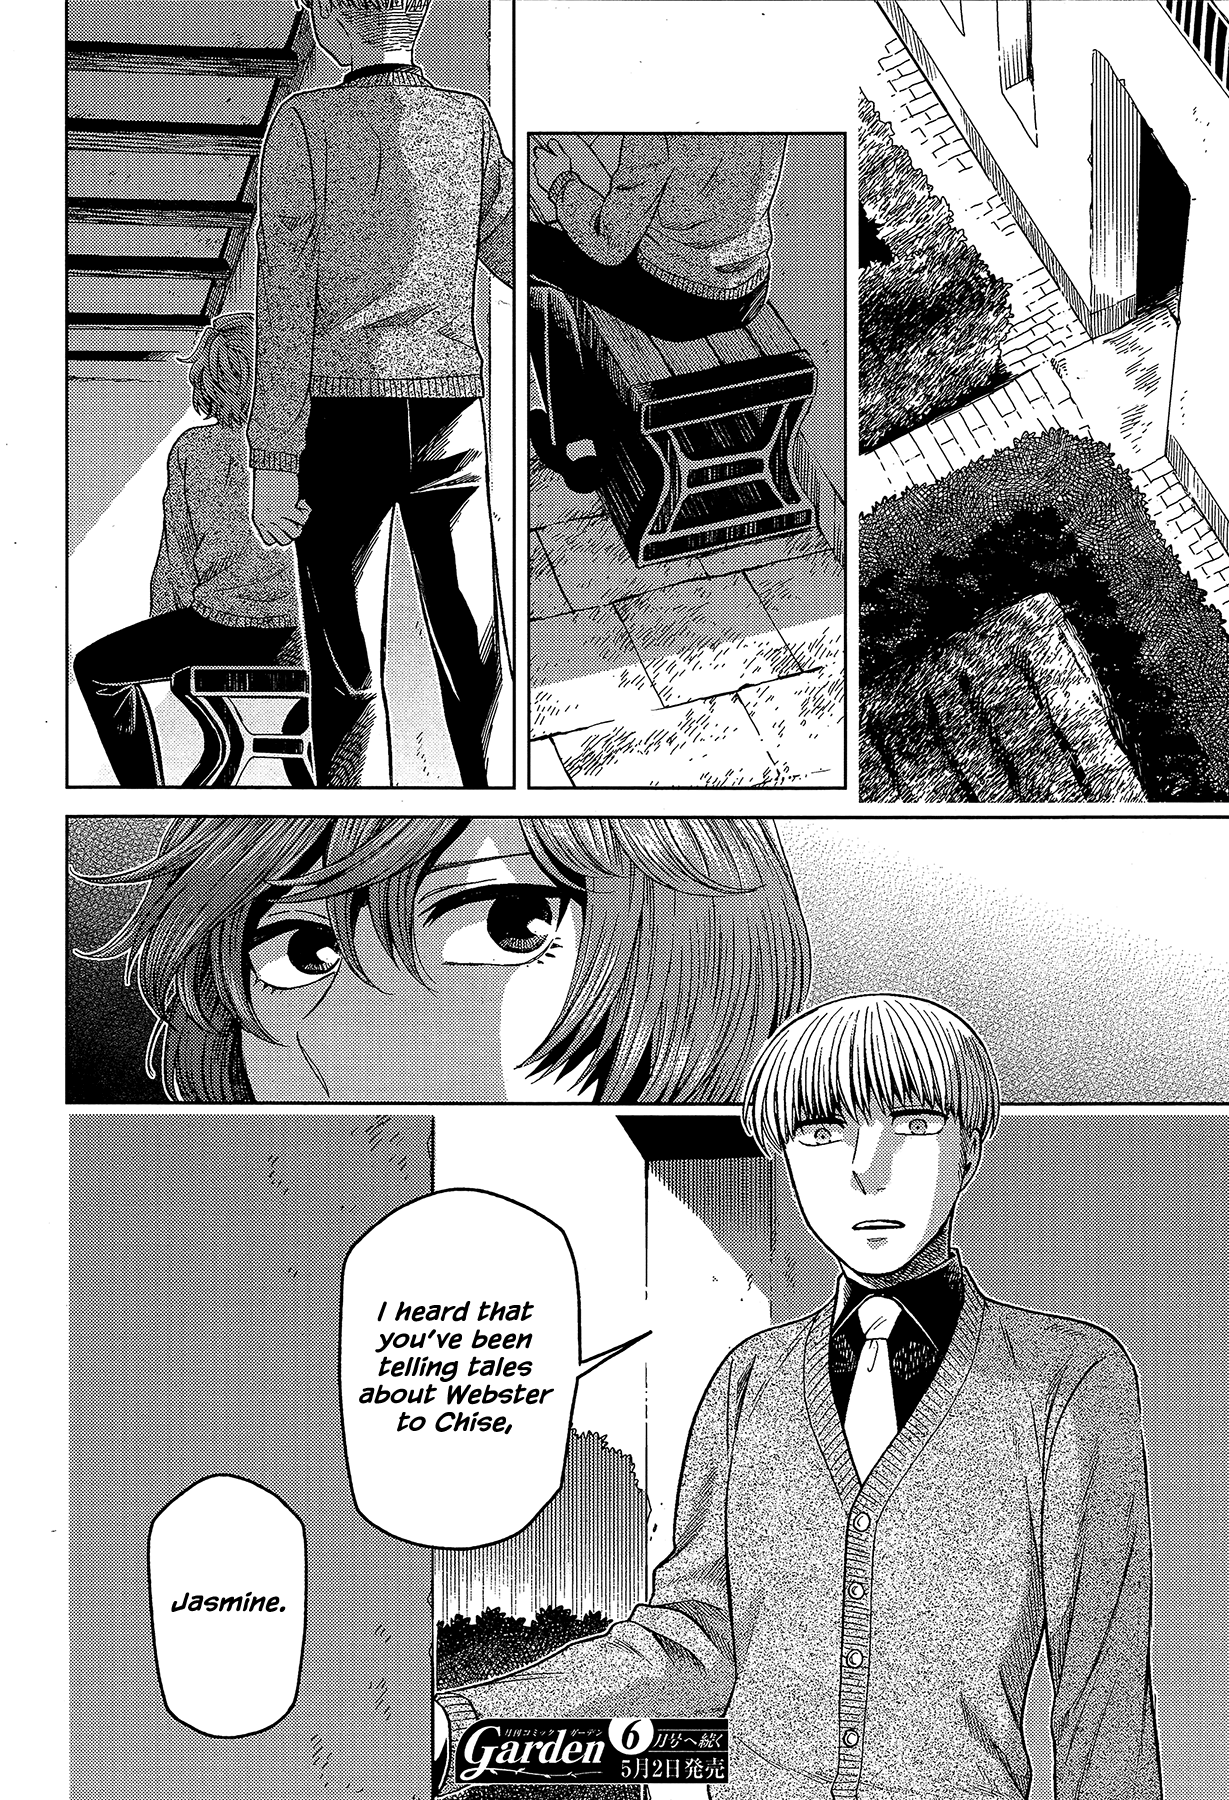 I heard that
you've been
telling tales
about Webster
to Chise,
Jasmine.
月刊コミック ガーデン
Garden 6月号へ続く
5月2日発売